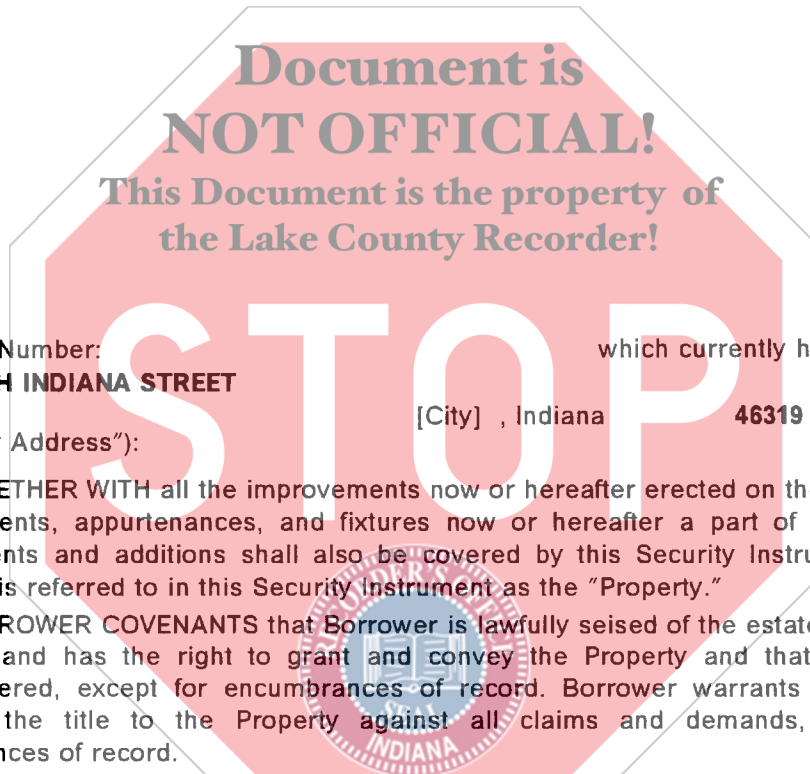 Document is
NOT OFFICIAL!
This Document is the property of
the Lake County Recorder!
STOP
Number: which currently h
H INDIANA STREET
[City] , Indiana 46319
Address"):
ETHER WITH all the improvements now or hereafter erected on th
ents, appurtenances, and fixtures now or hereafter a part of
nts and additions shall also be covered by this Security Instru
is referred to in this Security Instrument as the "Property."
ROWER COVENANTS that Borrower is lawfully seised of the estate
and has the right to grant and convey the Property and that
ered, except for encumbrances of record. Borrower warrants
the title to the Property against all claims and demands,
nces of record.
SEAL
INDIANA